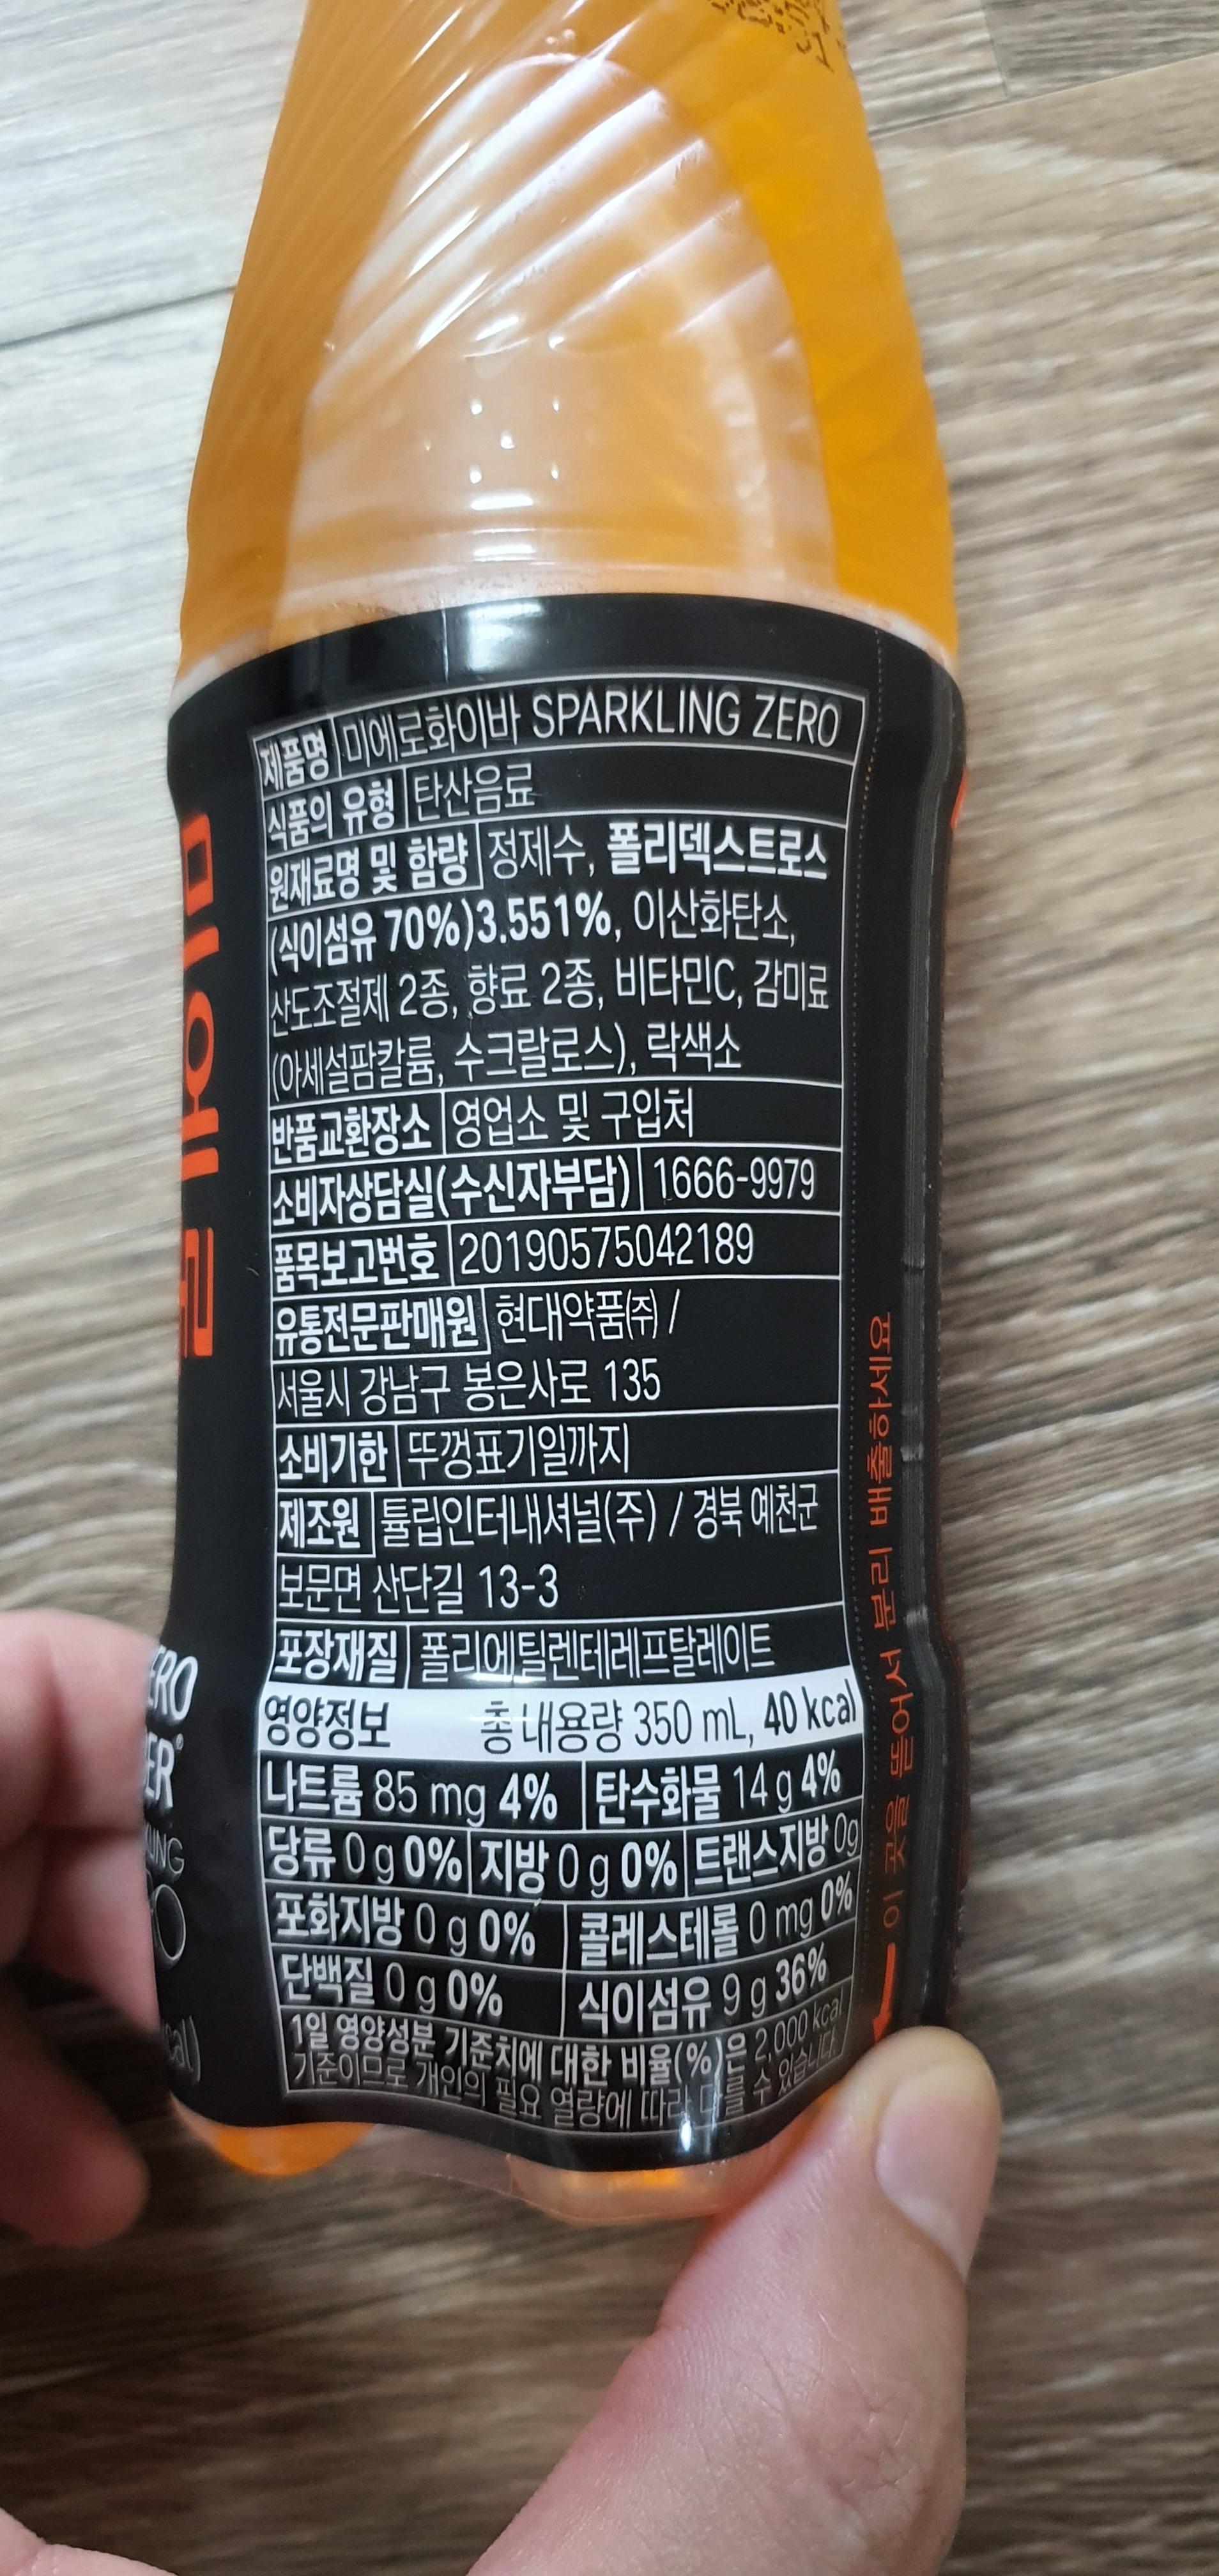 제품명 미에로화이바 SPARKLING ZERO
식품의 유형 탄산음료
원재료명 및 함량 정제수, 폴리덱스트로스
(식이섬유 70%)3.551%, 이산화탄소,
산도조절제 2종, 향료 2종, 비타민C, 감미료
(아세설팜칼륨, 수크랄로스), 락색소
반품교환장소 영업소 및 구입처
소비자상담실(수신자부담) 1666-9979
품목보고번호 20190575042189
유통전문판매원 현대약품(주) /
서울시 강남구 봉은사로 135
소비기한 뚜껑표기일까지
제조원 튤립인터내셔널(주) / 경북 예천군
보문면 산단길 13-3
포장재질 폴리에틸렌테레프탈레이트
영양정보 총 내용량 350 mL, 40 kcal
나트륨 85 mg 4% 탄수화물 14 g 4%
당류 0 g 0% 지방 0 g 0% 트랜스지방 0g
포화지방 0 g 0% 콜레스테롤 0 mg 0%
단백질 0 g 0% 식이섬유 9 g 36%
1일 영양성분 기준치에 대한 비율(%)은 2,000 kcal
기준이므로 개인의 필요 열량에 따라 다를 수 있습니다.
이 곳을 뜯어서 분리 배출하세요